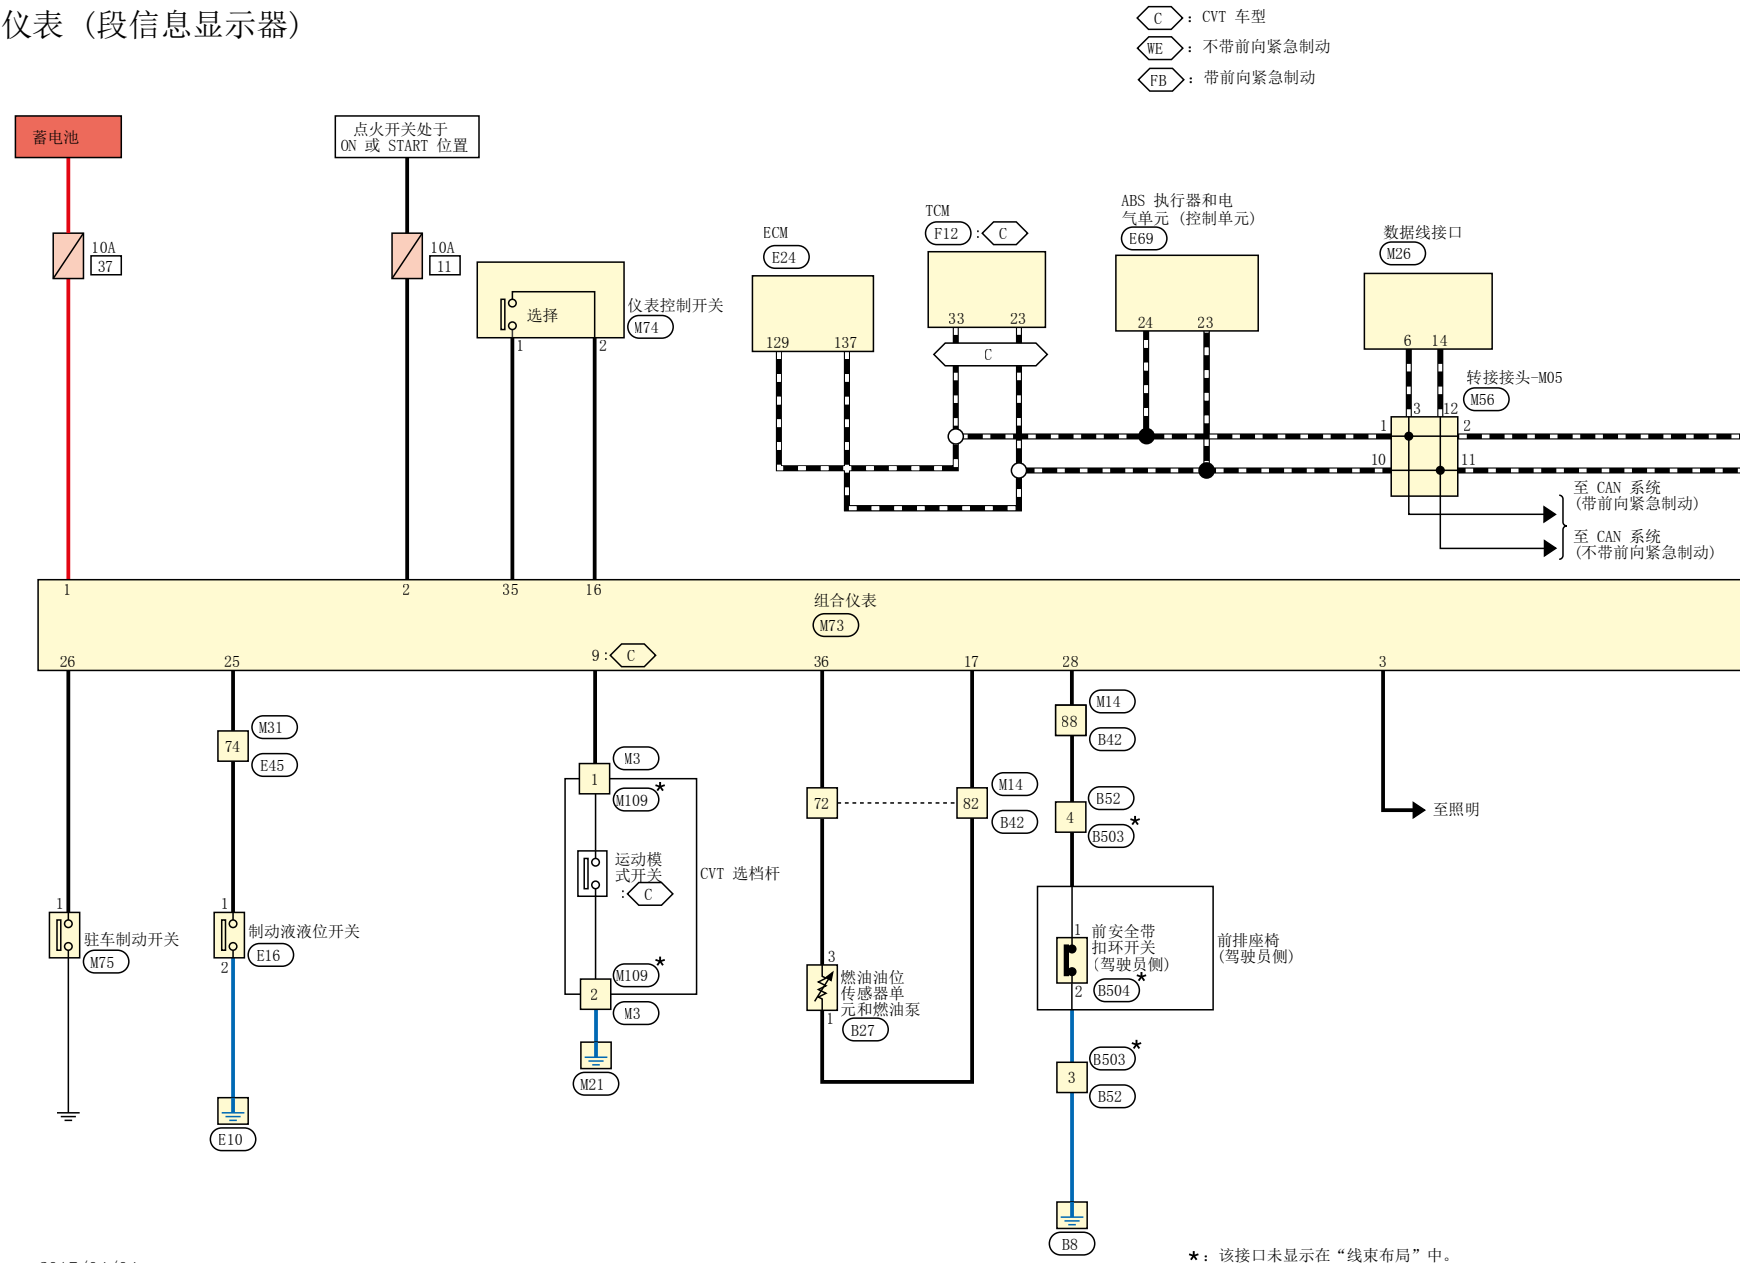 仪表 (段信息显示器)
C : CVT 车型
WE : 不带前向紧急制动
FB : 带前向紧急制动
蓄电池
点火开关处于
ON 或 START 位置
10A
37
10A
11
选择
1
2
仪表控制开关
M74
ECM
E24
129
137
TCM
F12 : C
33
23
C
ABS 执行器和电
气单元 (控制单元)
E69
24
23
数据线接口
M26
6
14
转接接头-M05
M56
3
12
1
2
10
11
至 CAN 系统
(带前向紧急制动)
至 CAN 系统
(不带前向紧急制动)
1
2
35
16
组合仪表
M73
26
25
9 : C
36
17
28
3
74
M31
E45
1
M3
M109*
运动模
式开关
: C
CVT 选档杆
M109*
2
M3
M21
72
82
M14
B42
88
M14
B42
4
B52
B503*
至照明
1
驻车制动开关
M75
1
制动液液位开关
E16
2
E10
3
燃油油位
传感器单
元和燃油泵
1
B27
1
前安全带
扣环开关
(驾驶员侧)
2
B504*
前排座椅
(驾驶员侧)
B503*
3
B52
B8
*: 该接口未显示在“线束布局”中。